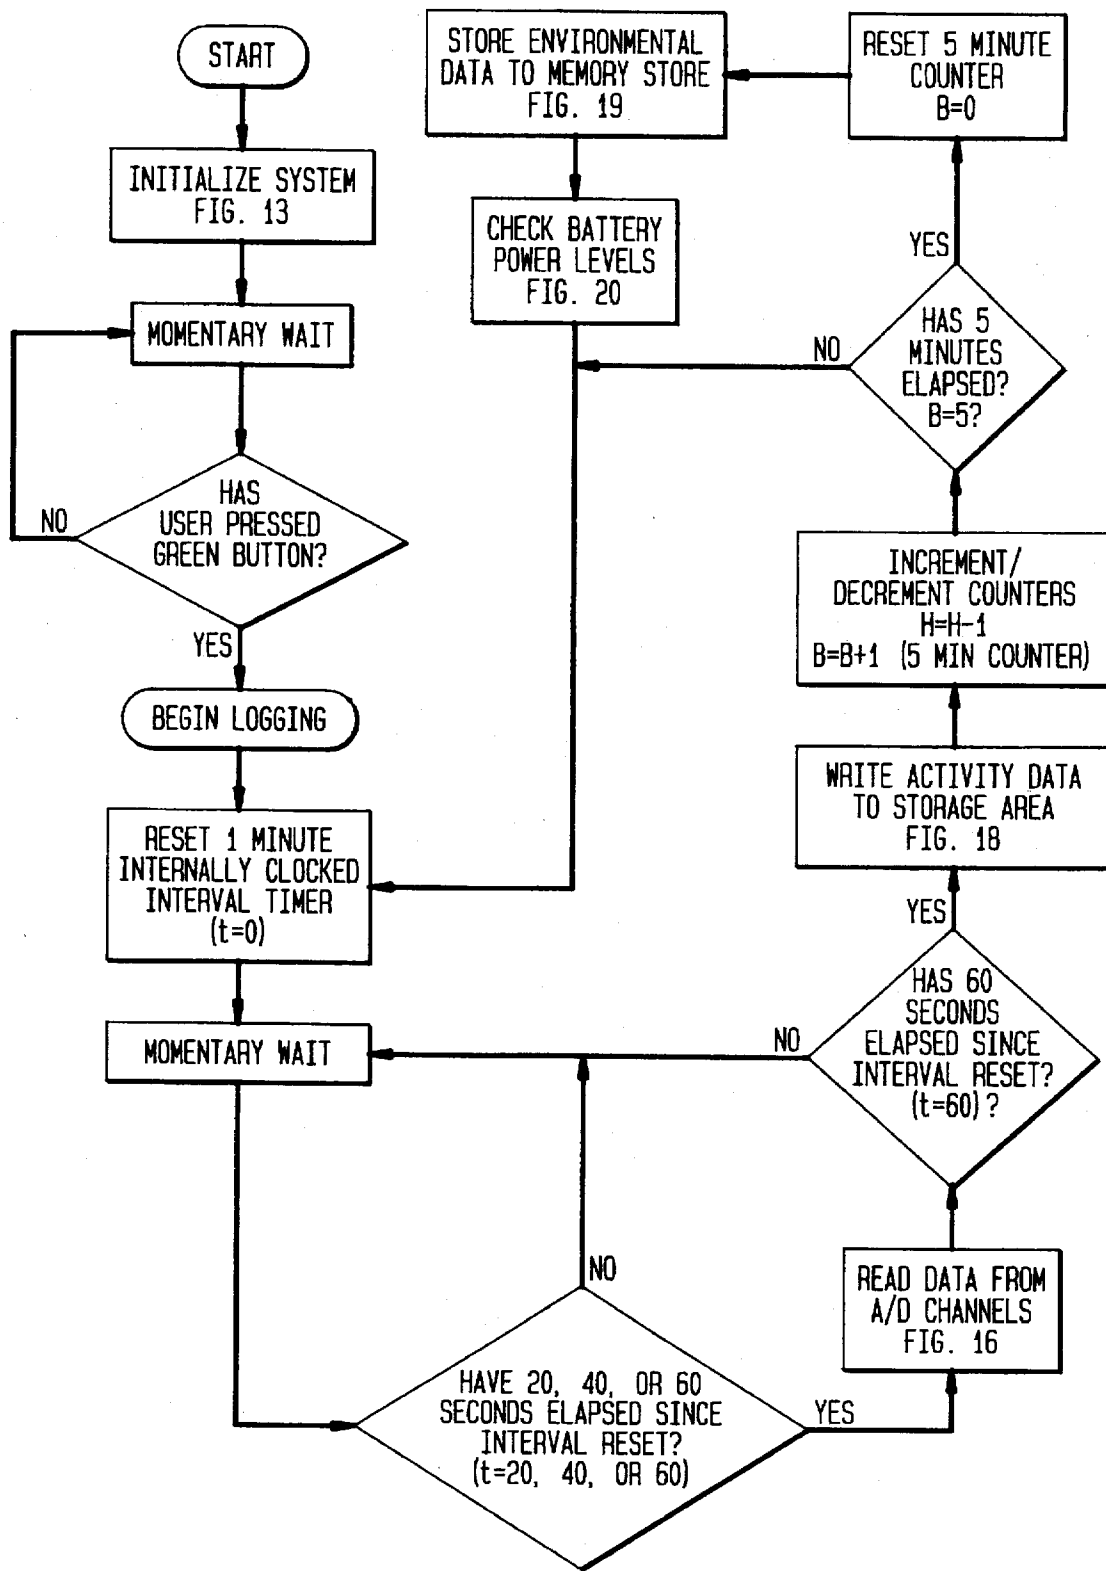 START
INITIALIZE SYSTEM
FIG. 13
MOMENTARY WAIT
HAS
USER PRESSED
GREEN BUTTON?
NO
YES
BEGIN LOGGING
RESET 1 MINUTE
INTERNALLY CLOCKED
INTERVAL TIMER
(t=0)
MOMENTARY WAIT
HAVE 20, 40, OR 60
SECONDS ELAPSED SINCE
INTERVAL RESET?
(t=20, 40, OR 60)
NO
YES
READ DATA FROM
A/D CHANNELS
FIG. 16
HAS 60
SECONDS
ELAPSED SINCE
INTERVAL RESET?
(t=60)?
NO
YES
WRITE ACTIVITY DATA
TO STORAGE AREA
FIG. 18
INCREMENT/
DECREMENT COUNTERS
H=H-1
B=B+1 (5 MIN COUNTER)
HAS 5
MINUTES
ELAPSED?
B=5?
NO
YES
RESET 5 MINUTE
COUNTER
B=0
STORE ENVIRONMENTAL
DATA TO MEMORY STORE
FIG. 19
CHECK BATTERY
POWER LEVELS
FIG. 20